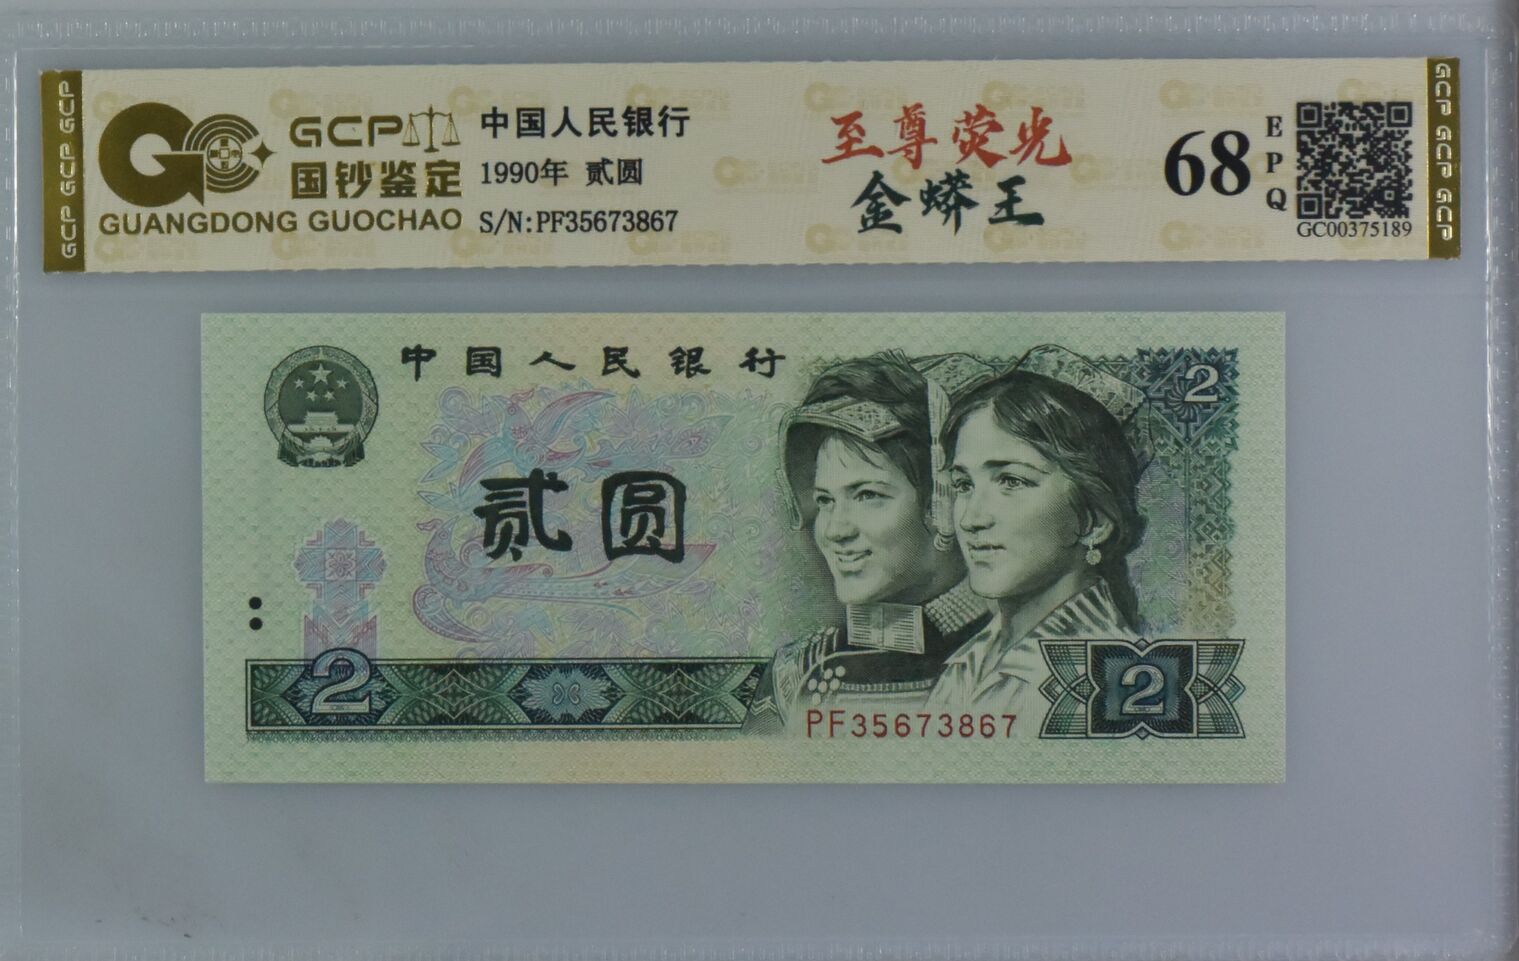 GCP GCP GCP
GCP
国钞鉴定
GUANGDONG GUOCHAO
中国人民银行
1990年 贰圆
S/N:PF35673867
至尊荧光
金蟒王
68
EPQ
GC00375189
GCP GCP GCP
中国人民银行
2
贰圆
2
PF35673867
2